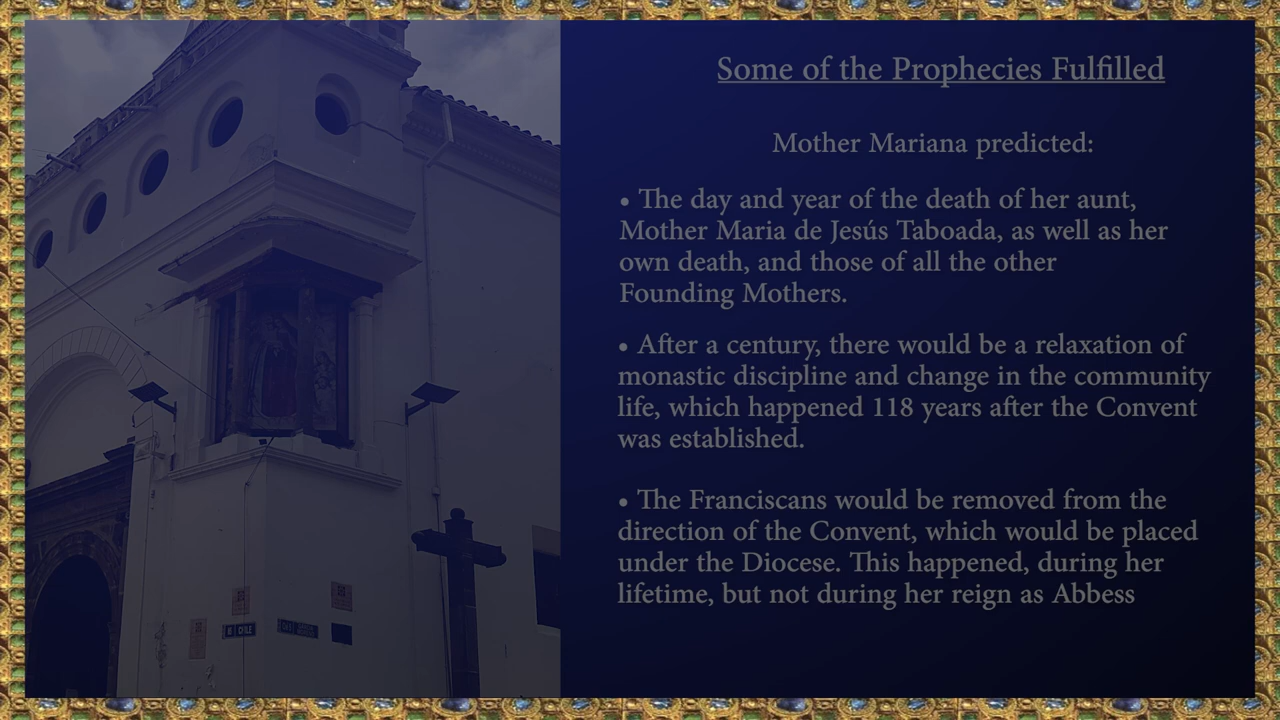 Some of the Prophecies Fulfilled
Mother Mariana predicted:
• The day and year of the death of her aunt,
Mother Maria de Jesús Taboada, as well as her
own death, and those of all the other
Founding Mothers.
• After a century, there would be a relaxation of
monastic discipline and change in the community
life, which happened 118 years after the Convent
was established.
• The Franciscans would be removed from the
direction of the Convent, which would be placed
under the Diocese. This happened, during her
lifetime, but not during her reign as Abbess
CHILE